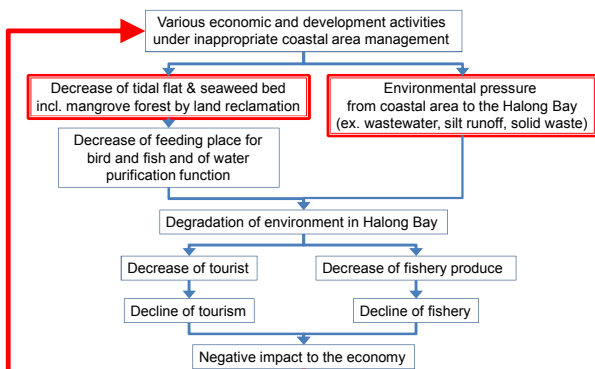 Various economic and development activities
under inappropriate coastal area management
Decrease of tidal flat & seaweed bed
incl. mangrove forest by land reclamation
Environmental pressure
from coastal area to the Halong Bay
(ex. wastewater, silt runoff, solid waste)
Decrease of feeding place for
bird and fish and of water
purification function
Degradation of environment in Halong Bay
Decrease of tourist
Decrease of fishery produce
Decline of tourism
Decline of fishery
Negative impact to the economy